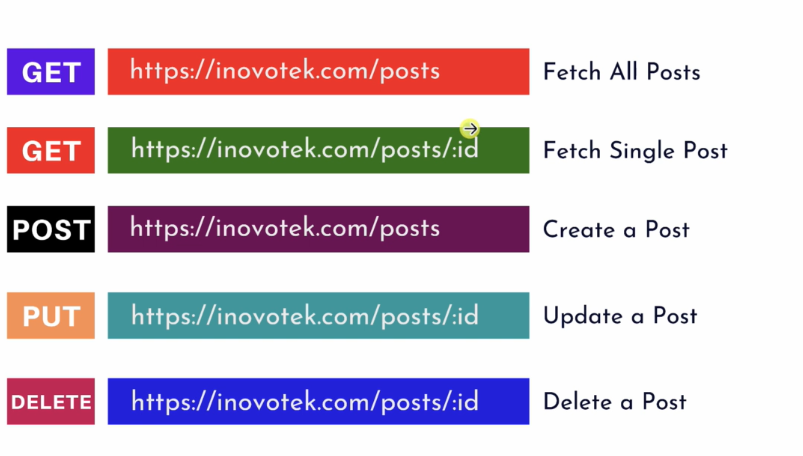 GET https://inovotek.com/posts Fetch All Posts
GET https://inovotek.com/posts/:id Fetch Single Post
POST https://inovotek.com/posts Create a Post
PUT https://inovotek.com/posts/:id Update a Post
DELETE https://inovotek.com/posts/:id Delete a Post